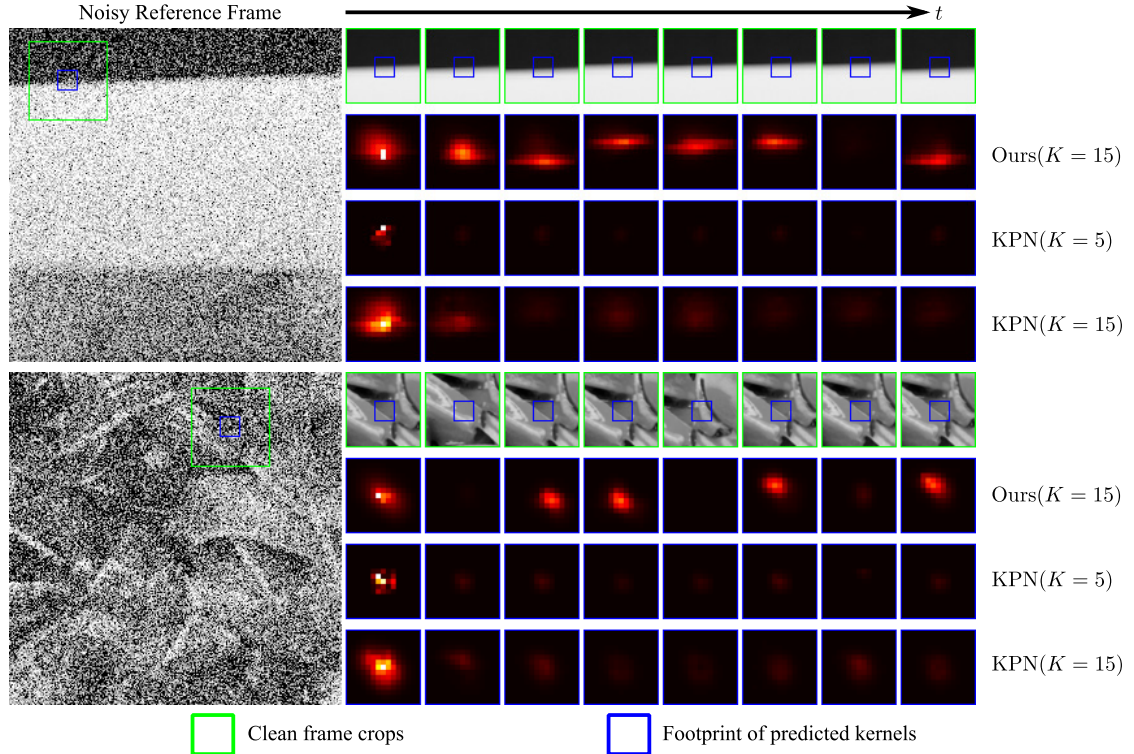 Noisy Reference Frame
t
Ours(K = 15)
KPN(K = 5)
KPN(K = 15)
Ours(K = 15)
KPN(K = 5)
KPN(K = 15)
Clean frame crops
Footprint of predicted kernels